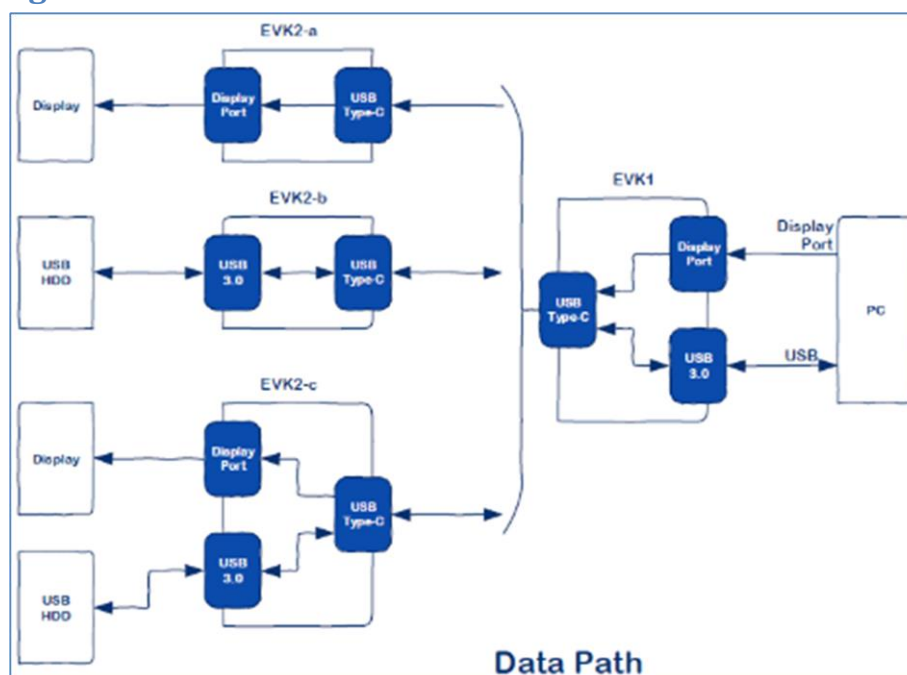 EVK2-a
Display
Display
Port
USB
Type-C
EVK2-b
USB
HDD
USB
3.0
USB
Type-C
EVK2-c
Display
Display
Port
USB
Type-C
USB
HDD
USB
3.0
EVK1
USB
Type-C
Display
Port
USB
3.0
Display
Port
USB
PC
Data Path